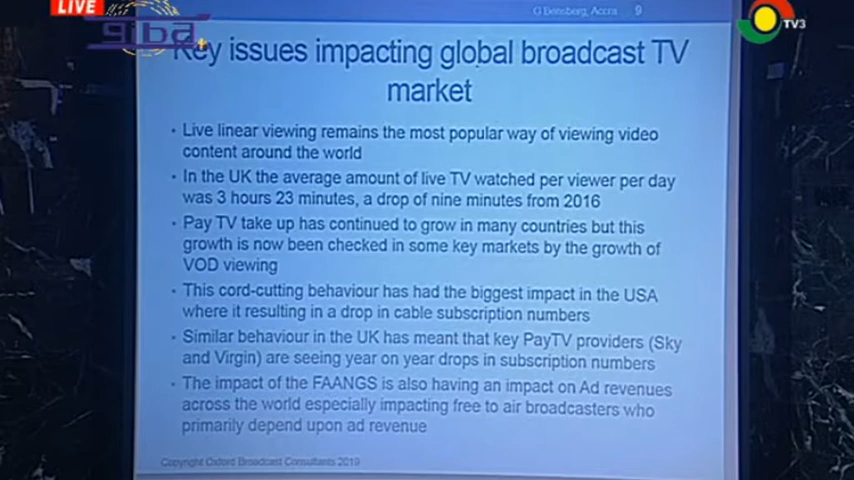 LIVE
giba
9
TV3
Key issues impacting global broadcast TV
market
• Live linear viewing remains the most popular way of viewing video
content around the world
• In the UK the average amount of live TV watched per viewer per day
was 3 hours 23 minutes, a drop of nine minutes from 2016
• Pay TV take up has continued to grow in many countries but this
growth is now been checked in some key markets by the growth of
VOD viewing
• This cord-cutting behaviour has had the biggest impact in the USA
where it resulting in a drop in cable subscription numbers
• Similar behaviour in the UK has meant that key PayTV providers (Sky
and Virgin) are seeing year on year drops in subscription numbers
• The impact of the FAANGS is also having an impact on Ad revenues
across the world especially impacting free to air broadcasters who
primarily depend upon ad revenue
Copyright Oxford Broadcast Consultants 2019